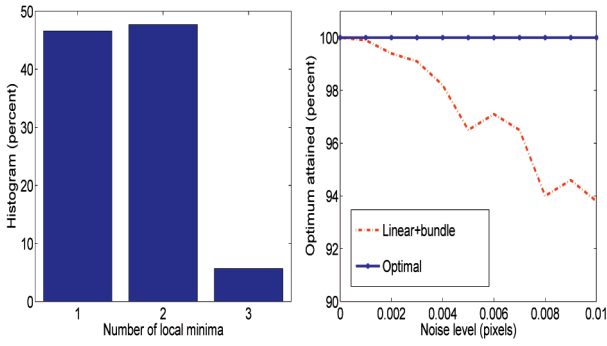 Histogram (percent)
50
40
30
20
10
0
1 2 3
Number of local minima
Optimum attained (percent)
100
98
96
94
92
90
Linear+bundle
Optimal
0 0.002 0.004 0.006 0.008 0.01
Noise level (pixels)